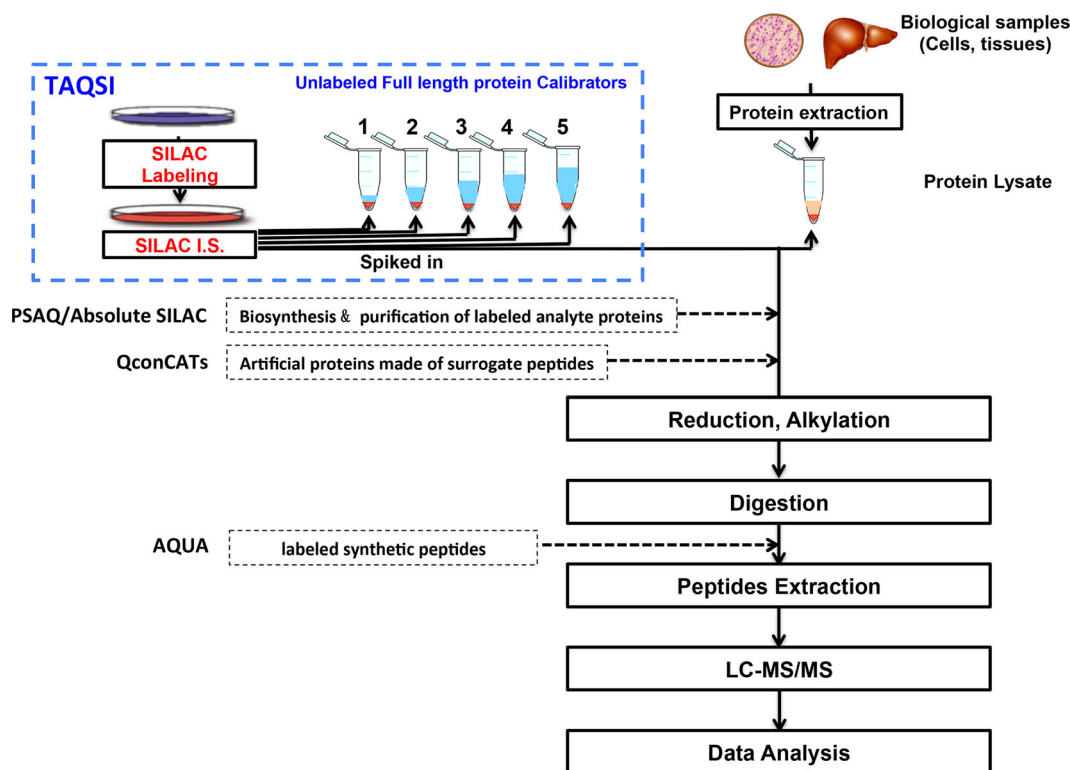 Biological samples
(Cells, tissues)
TAQSI
Unlabeled Full length protein Calibrators
1 2 3 4 5
Protein extraction
SILAC
Labeling
Protein Lysate
SILAC I.S.
Spiked in
PSAQ/Absolute SILAC
Biosynthesis & purification of labeled analyte proteins
QconCATs
Artificial proteins made of surrogate peptides
Reduction, Alkylation
Digestion
AQUA
labeled synthetic peptides
Peptides Extraction
LC-MS/MS
Data Analysis